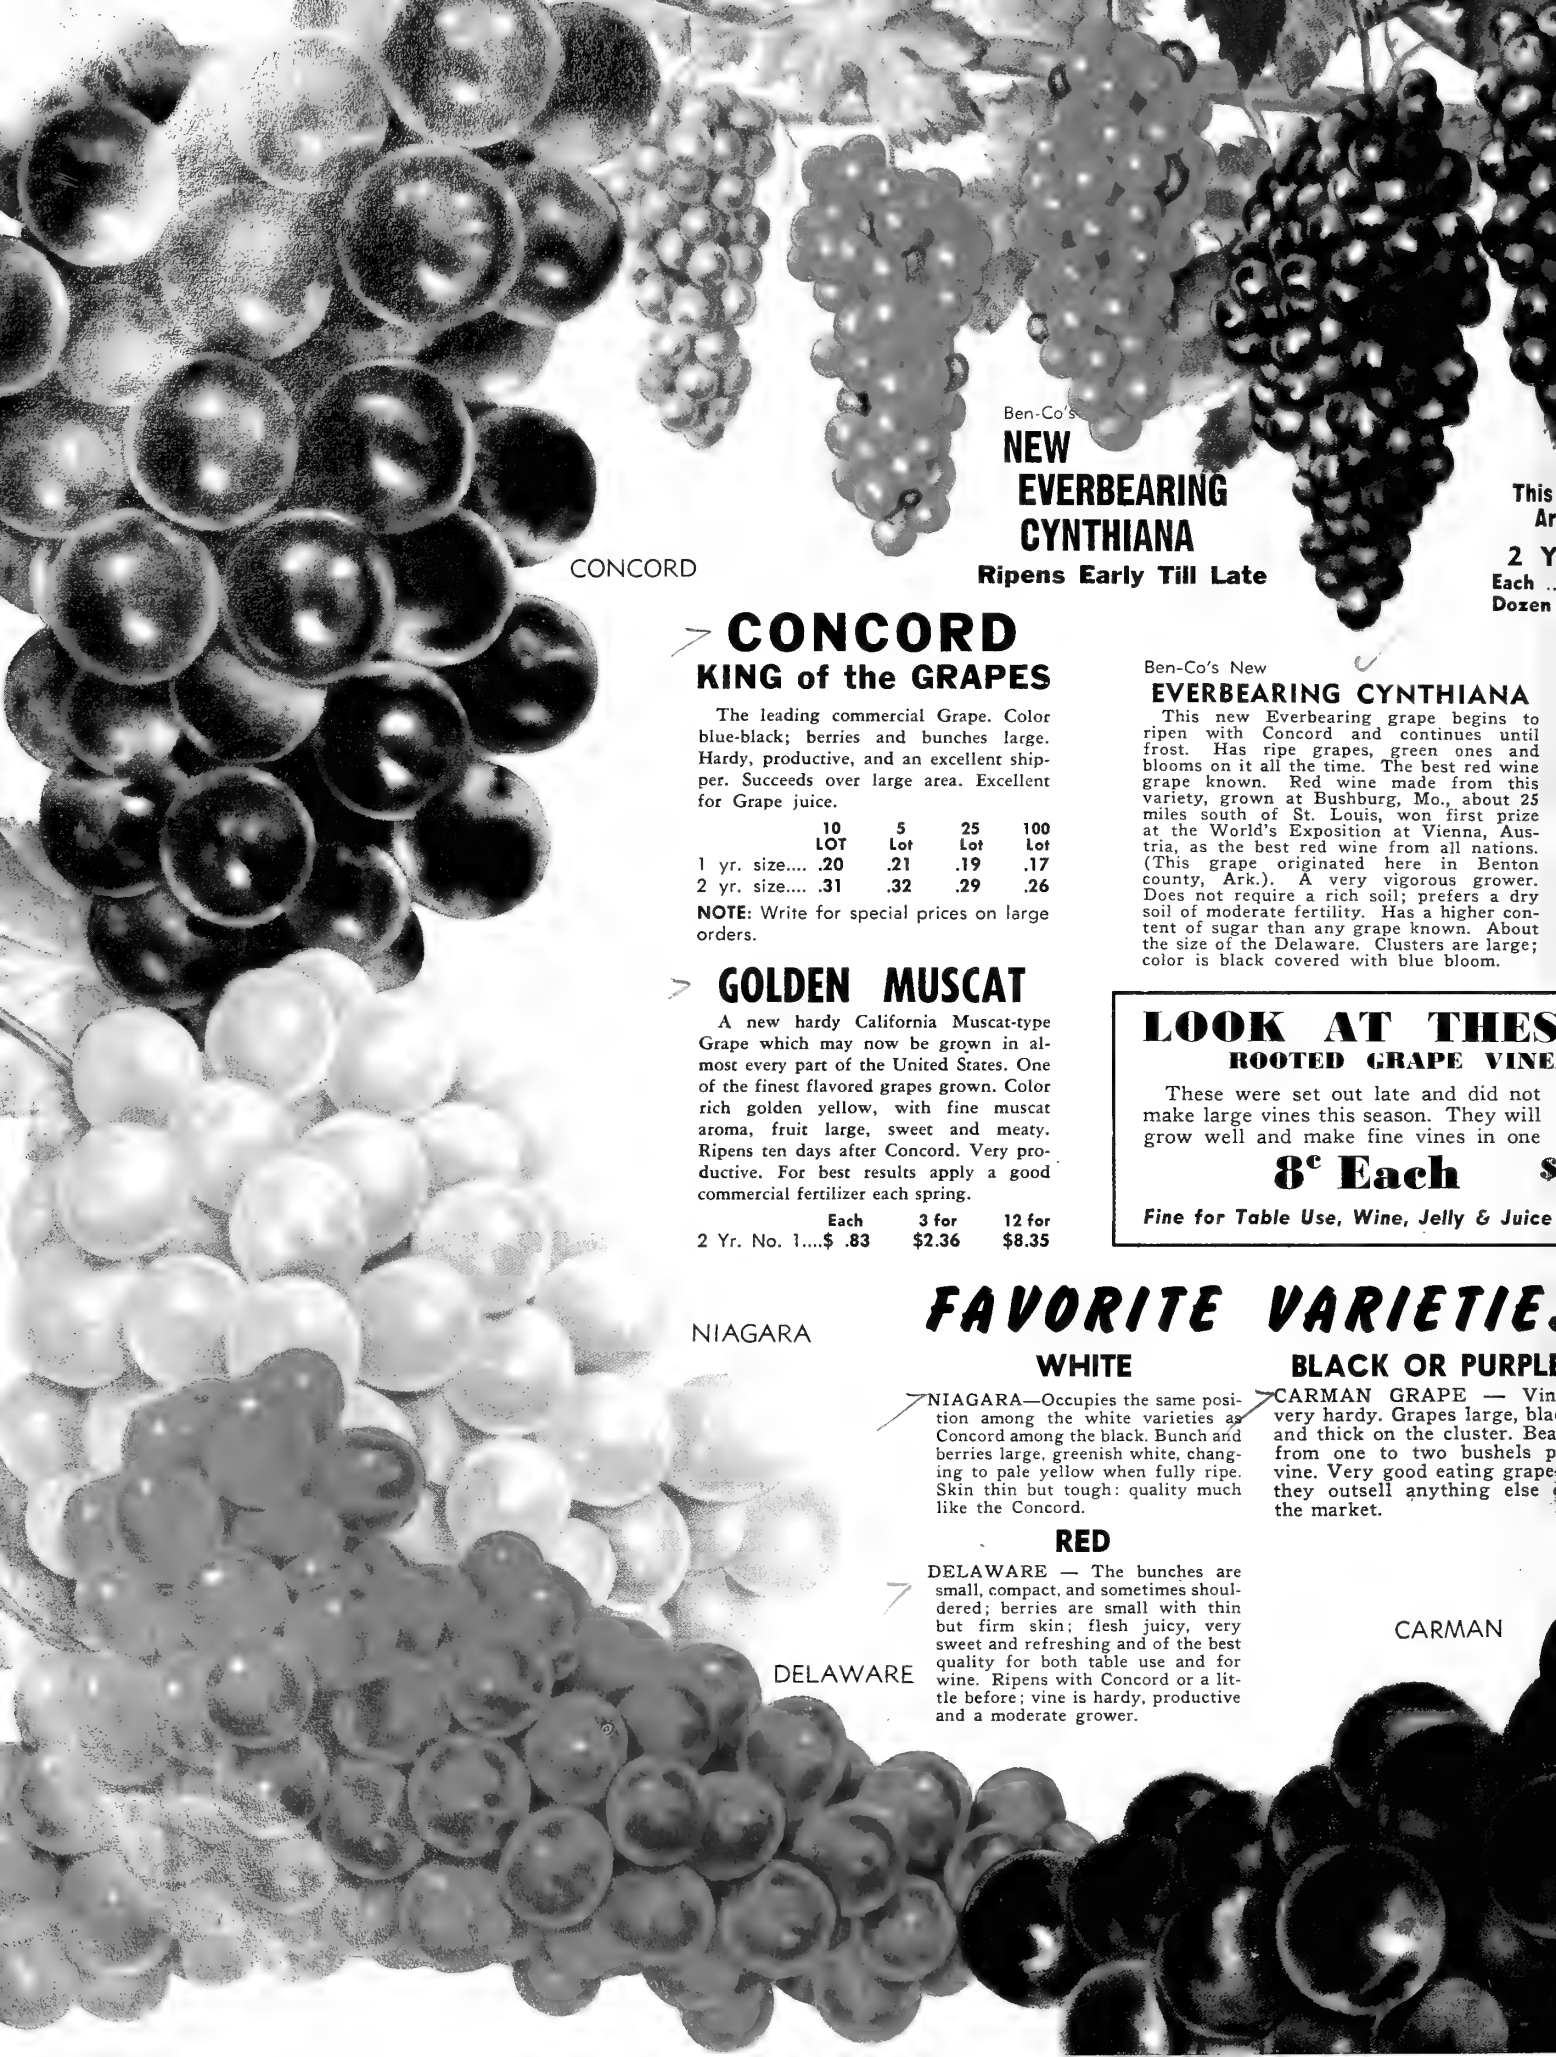 Ben-Co's
NEW
EVERBEARING
CYNTHIANA
Ripens Early Till Late
This
2
Each ..
Dozen
CONCORD
CONCORD
KING of the GRAPES
The leading commercial Grape. Color
blue-black; berries and bunches large.
Hardy, productive, and an excellent ship-
per. Succeeds over large area. Excellent
for Grape juice.
10 5 25 100
LOT Lot Lot Lot
1 yr. size.... .20 .21 .19 .17
2 yr. size.... .31 .32 .29 .26
NOTE: Write for special prices on large
orders.
GOLDEN MUSCAT
A new hardy California Muscat-type
Grape which may now be grown in al-
most every part of the United States. One
of the finest flavored grapes grown. Color
rich golden yellow, with fine muscat
aroma, fruit large, sweet and meaty.
Ripens ten days after Concord. Very pro-
ductive. For best results apply a good
commercial fertilizer each spring.
Each 3 for 12 for
2 Yr. No. 1....$ .83 $2.36 $8.35
Ben-Co's New
EVERBEARING CYNTHIANA
This new Everbearing grape begins to
ripen with Concord and continues until
frost. Has ripe grapes, green ones and
blooms on it all the time. The best red wine
grape known. Red wine made from this
variety, grown at Bushburg, Mo., about 25
miles south of St. Louis, won first prize
at the World's Exposition at Vienna, Aus-
tria, as the best red wine from all nations.
(This grape originated here in Benton
county, Ark.). A very vigorous grower.
Does not require a rich soil; prefers a dry
soil of moderate fertility. Has a higher con-
tent of sugar than any grape known. About
the size of the Delaware. Clusters are large;
color is black covered with blue bloom.
LOOK AT THES
ROOTED GRAPE VINE
These were set out late and did not
make large vines this season. They will
grow well and make fine vines in one
8c Each $
Fine for Table Use, Wine, Jelly & Juice
NIAGARA
FAVORITE VARIETIE
WHITE
NIAGARA—Occupies the same posi-
tion among the white varieties as
Concord among the black. Bunch and
berries large, greenish white, chang-
ing to pale yellow when fully ripe.
Skin thin but tough: quality much
like the Concord.
RED
DELAWARE — The bunches are
small, compact, and sometimes shoul-
dered; berries are small with thin
but firm skin; flesh juicy, very
sweet and refreshing and of the best
quality for both table use and for
wine. Ripens with Concord or a lit-
tle before; vine is hardy, productive
and a moderate grower.
DELAWARE
BLACK OR PURPLE
CARMAN GRAPE — Vin
very hardy. Grapes large, bla
and thick on the cluster. Bea
from one to two bushels p
vine. Very good eating grape
they outsell anything else
the market.
CARMAN